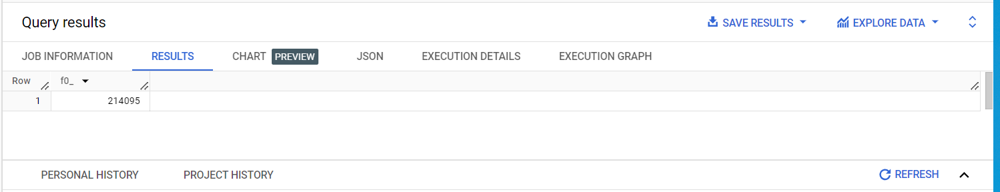 Query results SAVE RESULTS EXPLORE DATA
JOB INFORMATION RESULTS CHART PREVIEW JSON EXECUTION DETAILS EXECUTION GRAPH
Row f0_
1 214095
PERSONAL HISTORY PROJECT HISTORY REFRESH